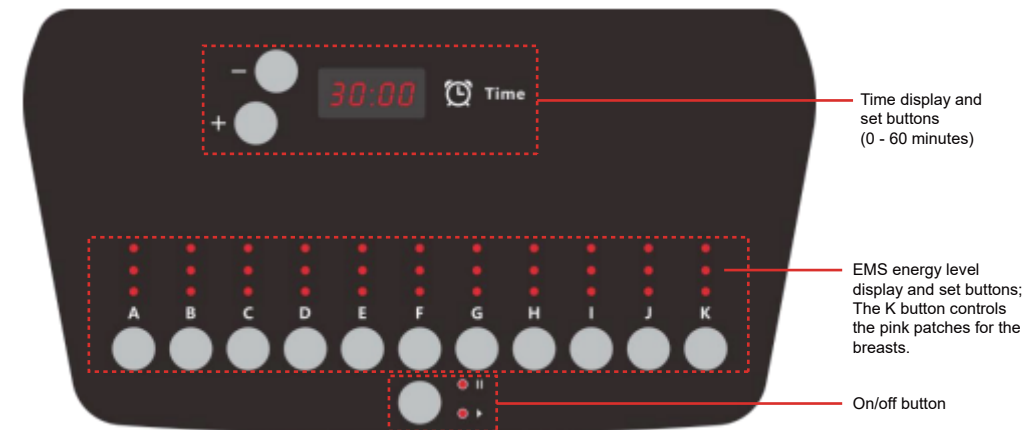 −
30:00
Time
+
Time display and
set buttons
(0 - 60 minutes)
A B C D E F G H I J K
EMS energy level
display and set buttons;
The K button controls
the pink patches for the
breasts.
On/off button